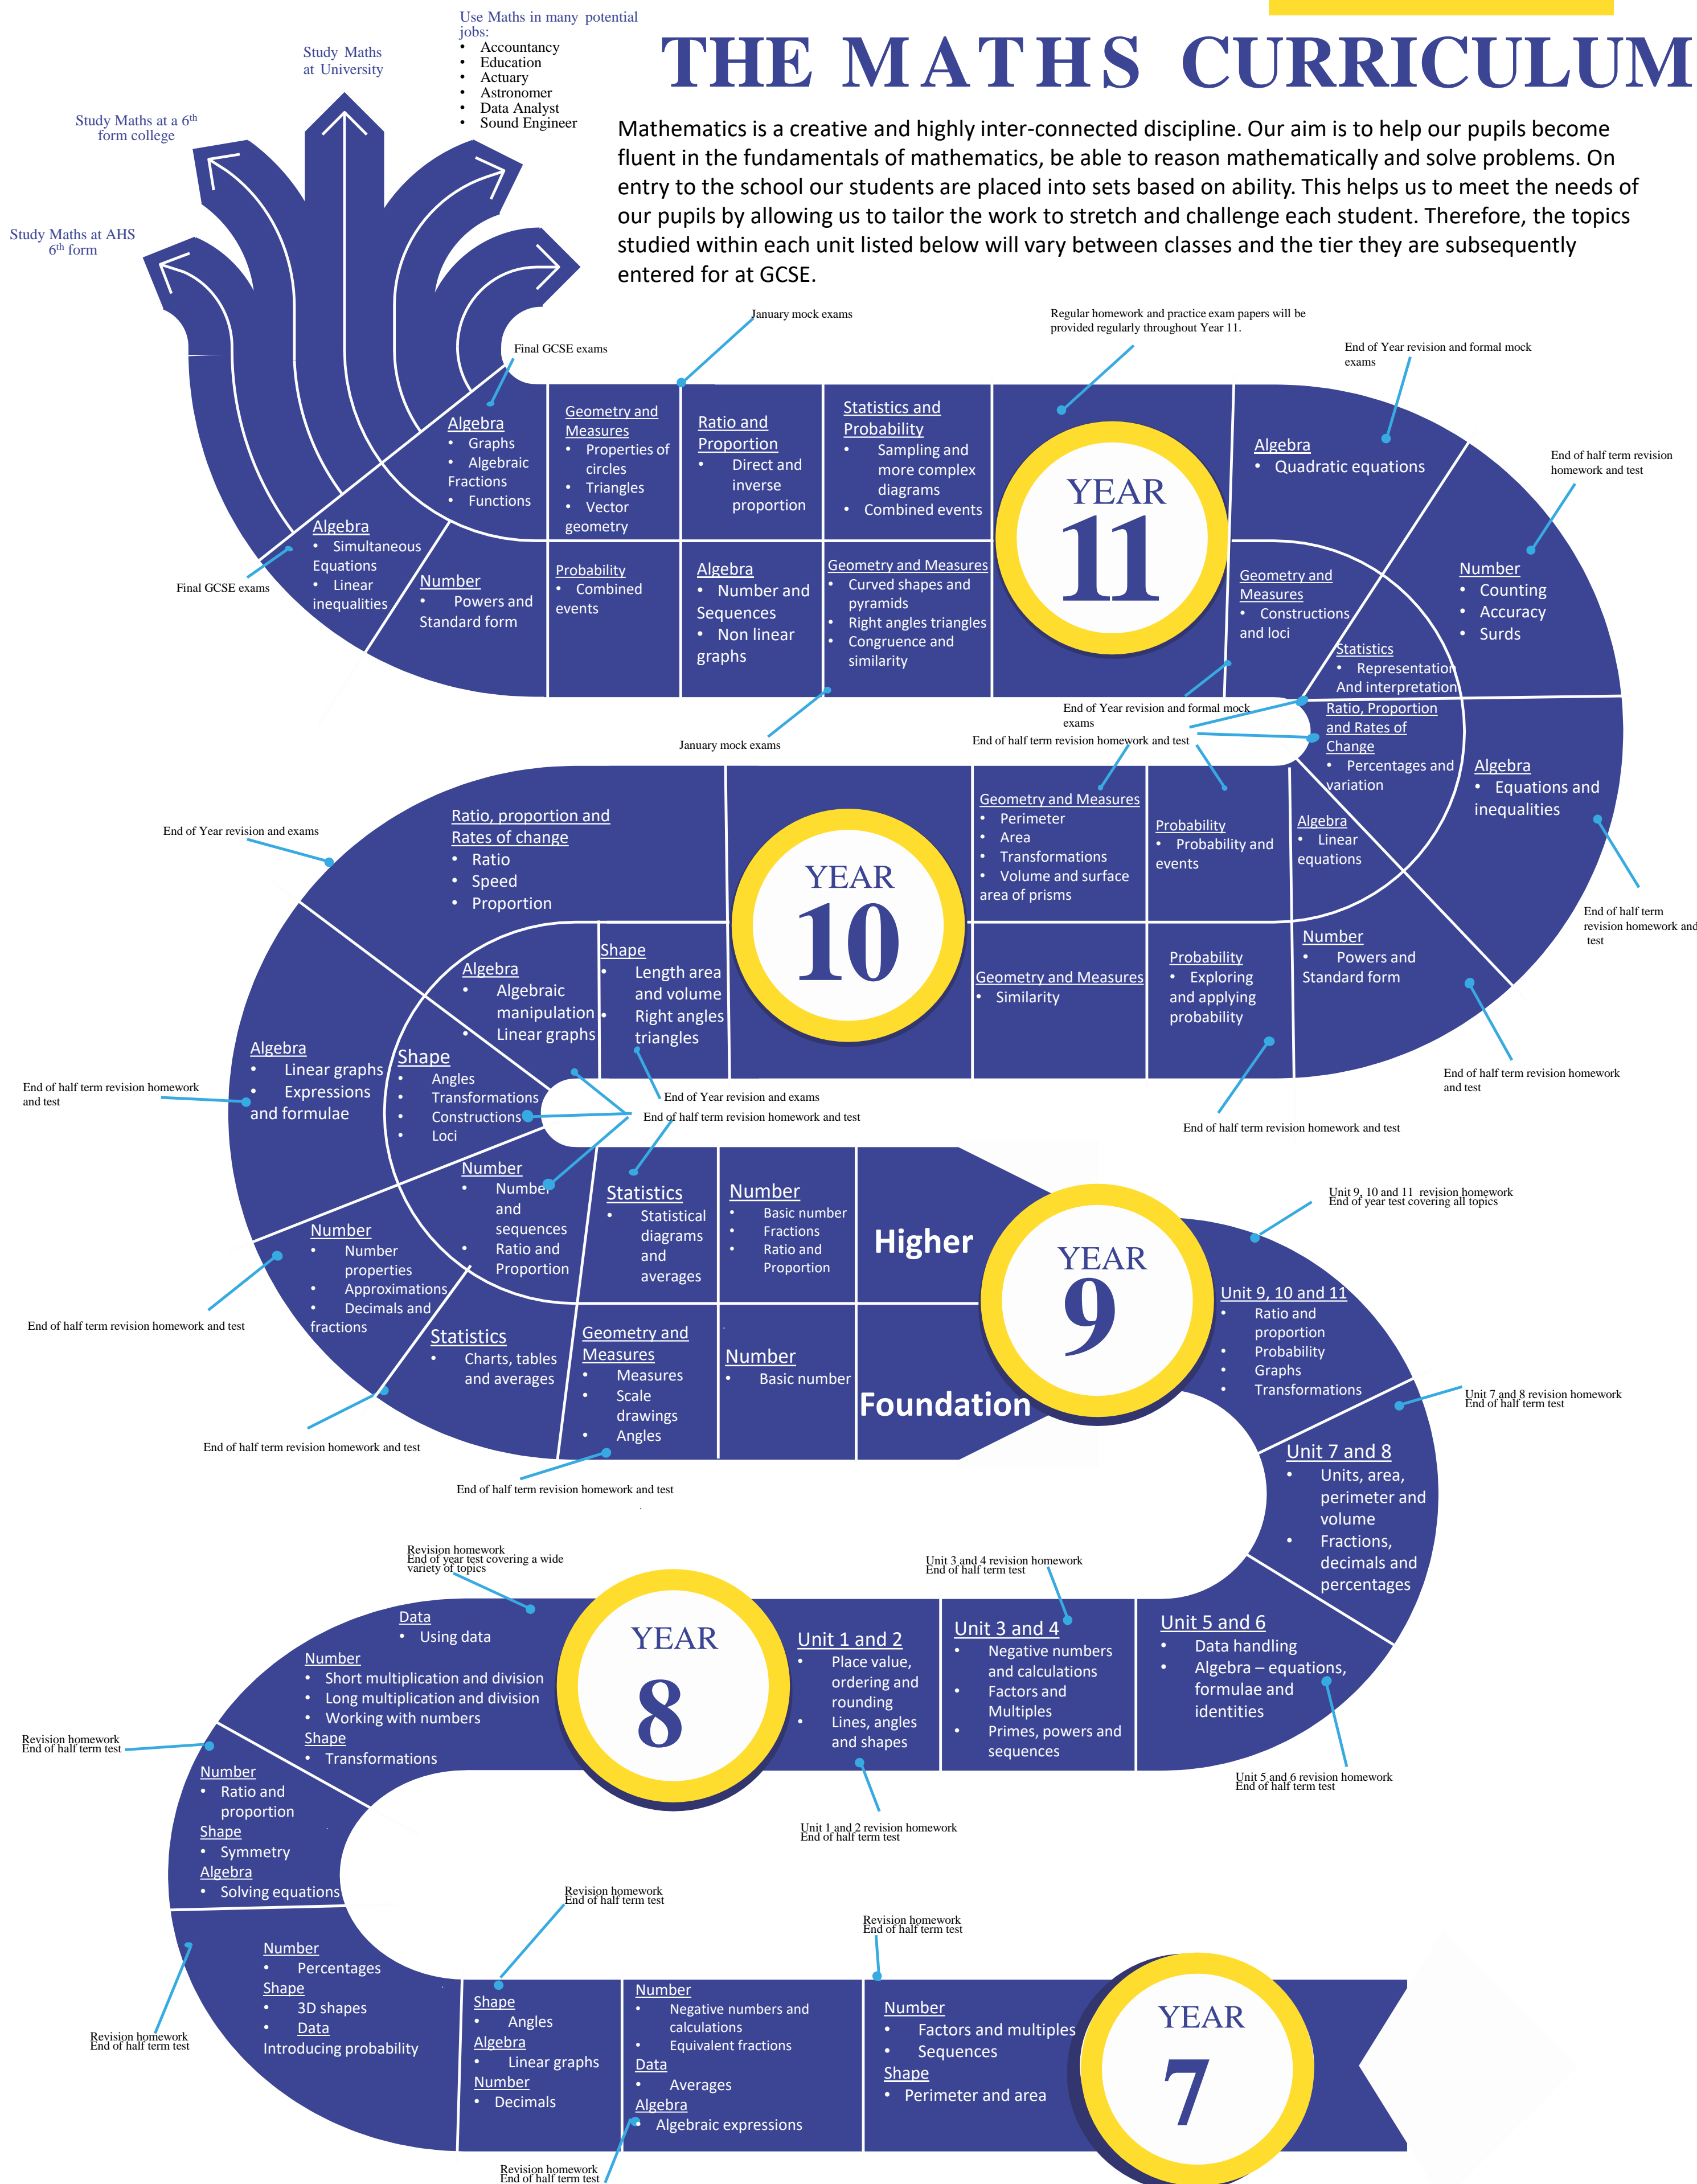 Use Maths in many potential
jobs:
• Accountancy
• Education
• Actuary
• Astronomer
• Data Analyst
• Sound Engineer
Study Maths
at University
Study Maths at a 6th
form college
Study Maths at AHS
6th form
THE MATHS CURRICULUM
Mathematics is a creative and highly inter-connected discipline. Our aim is to help our pupils become
fluent in the fundamentals of mathematics, be able to reason mathematically and solve problems. On
entry to the school our students are placed into sets based on ability. This helps us to meet the needs of
our pupils by allowing us to tailor the work to stretch and challenge each student. Therefore, the topics
studied within each unit listed below will vary between classes and the tier they are subsequently
entered for at GCSE.
January mock exams
Regular homework and practice exam papers will be
provided regularly throughout Year 11.
Final GCSE exams
End of Year revision and formal mock
exams
End of half term revision
homework and test
Algebra
• Graphs
• Algebraic
Fractions
• Functions
Geometry and
Measures
• Properties of
circles
• Triangles
• Vector
geometry
Ratio and
Proportion
• Direct and
inverse
proportion
Statistics and
Probability
• Sampling and
more complex
diagrams
• Combined events
YEAR
11
Algebra
• Quadratic equations
Number
• Counting
• Accuracy
• Surds
Algebra
• Simultaneous
Equations
• Linear
inequalities
Final GCSE exams
Number
• Powers and
Standard form
Probability
• Combined
events
Algebra
• Number and
Sequences
• Non linear
graphs
Geometry and Measures
• Curved shapes and
pyramids
• Right angles triangles
• Congruence and
similarity
Geometry and
Measures
• Constructions
and loci
Statistics
• Representation
And interpretation
January mock exams
End of Year revision and formal mock
exams
End of half term revision homework and test
Ratio, Proportion
and Rates of
Change
• Percentages and
variation
Algebra
• Equations and
inequalities
End of half term
revision homework and
test
End of Year revision and exams
Ratio, proportion and
Rates of change
• Ratio
• Speed
• Proportion
YEAR
10
Geometry and Measures
• Perimeter
• Area
• Transformations
• Volume and surface
area of prisms
Probability
• Probability and
events
Algebra
• Linear
equations
Algebra
• Algebraic
manipulation
• Linear graphs
Shape
• Length area
and volume
• Right angles
triangles
Geometry and Measures
• Similarity
Probability
• Exploring
and applying
probability
Number
• Powers and
Standard form
End of half term revision homework
and test
End of half term revision homework and test
Algebra
• Linear graphs
• Expressions
and formulae
End of half term revision homework
and test
Shape
• Angles
• Transformations
• Constructions
• Loci
End of Year revision and exams
End of half term revision homework and test
Number
• Number
and
sequences
• Ratio and
Proportion
Statistics
• Statistical
diagrams
and
averages
Number
• Basic number
• Fractions
• Ratio and
Proportion
Higher
YEAR
9
Unit 9, 10 and 11 revision homework
End of year test covering all topics
Unit 9, 10 and 11
• Ratio and
proportion
• Probability
• Graphs
• Transformations
Number
• Number
properties
• Approximations
• Decimals and
fractions
End of half term revision homework and test
Statistics
• Charts, tables
and averages
Geometry and
Measures
• Measures
• Scale
drawings
• Angles
Number
• Basic number
Foundation
End of half term revision homework and test
End of half term revision homework and test
Unit 7 and 8 revision homework
End of half term test
Unit 7 and 8
• Units, area,
perimeter and
volume
• Fractions,
decimals and
percentages
Revision homework
End of year test covering a wide
variety of topics
Unit 3 and 4 revision homework
End of half term test
Data
• Using data
Number
• Short multiplication and division
• Long multiplication and division
• Working with numbers
Shape
• Transformations
YEAR
8
Unit 1 and 2
• Place value,
ordering and
rounding
• Lines, angles
and shapes
Unit 3 and 4
• Negative numbers
and calculations
• Factors and
Multiples
• Primes, powers and
sequences
Unit 5 and 6
• Data handling
• Algebra – equations,
formulae and
identities
Unit 5 and 6 revision homework
End of half term test
Unit 1 and 2 revision homework
End of half term test
Revision homework
End of half term test
Number
• Ratio and
proportion
Shape
• Symmetry
Algebra
• Solving equations
Revision homework
End of half term test
Revision homework
End of half term test
Number
• Percentages
Shape
• 3D shapes
• Data
Introducing probability
Revision homework
End of half term test
Shape
• Angles
Algebra
• Linear graphs
Number
• Decimals
Number
• Negative numbers and
calculations
• Equivalent fractions
Data
• Averages
Algebra
• Algebraic expressions
Number
• Factors and multiples
• Sequences
Shape
• Perimeter and area
YEAR
7
Revision homework
End of half term test